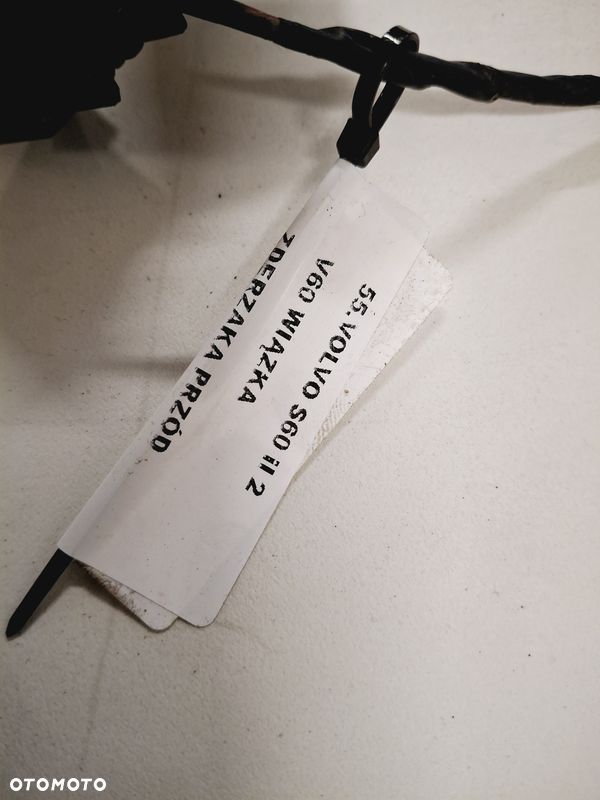 55. VOLVO S60 iI 2
V60 WIĄZKA
ZDERZAKA PRZÓD
OTOMOTO